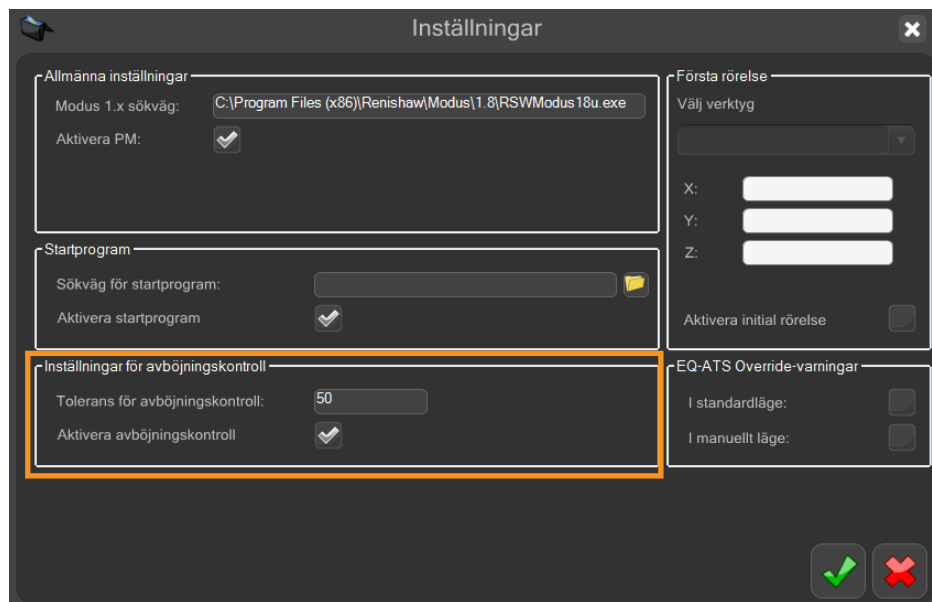 Inställningar
Allmänna inställningar
Modus 1.x sökväg: C:\Program Files (x86)\Renishaw\Modus\1.8\RSWModus18u.exe
Aktivera PM:
Startprogram
Sökväg för startprogram:
Aktivera startprogram
Inställningar för avböjningskontroll
Tolerans för avböjningskontroll: 50
Aktivera avböjningskontroll
Första rörelse
Välj verktyg
X:
Y:
Z:
Aktivera initial rörelse
EQ-ATS Override-varningar
I standardläge:
I manuellt läge: